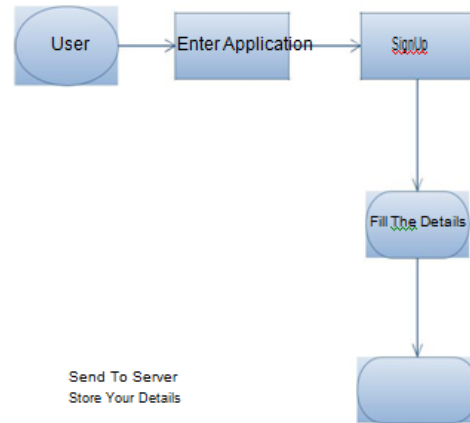 User
Enter Application
SignUp
Fill The Details
Send To Server
Store Your Details